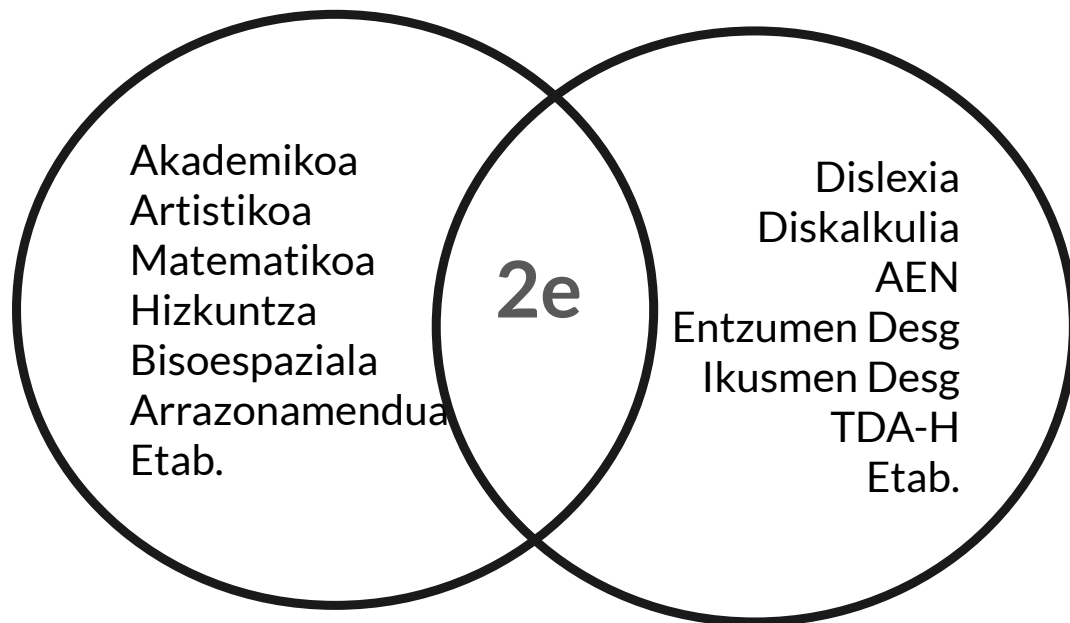 Akademikoa
Artistikoa
Matematikoa
Hizkuntza
Bisoespaziala
Arrazonamendua
Etab.
2e
Dislexia
Diskalkulia
AEN
Entzumen Desg
Ikusmen Desg
TDA-H
Etab.